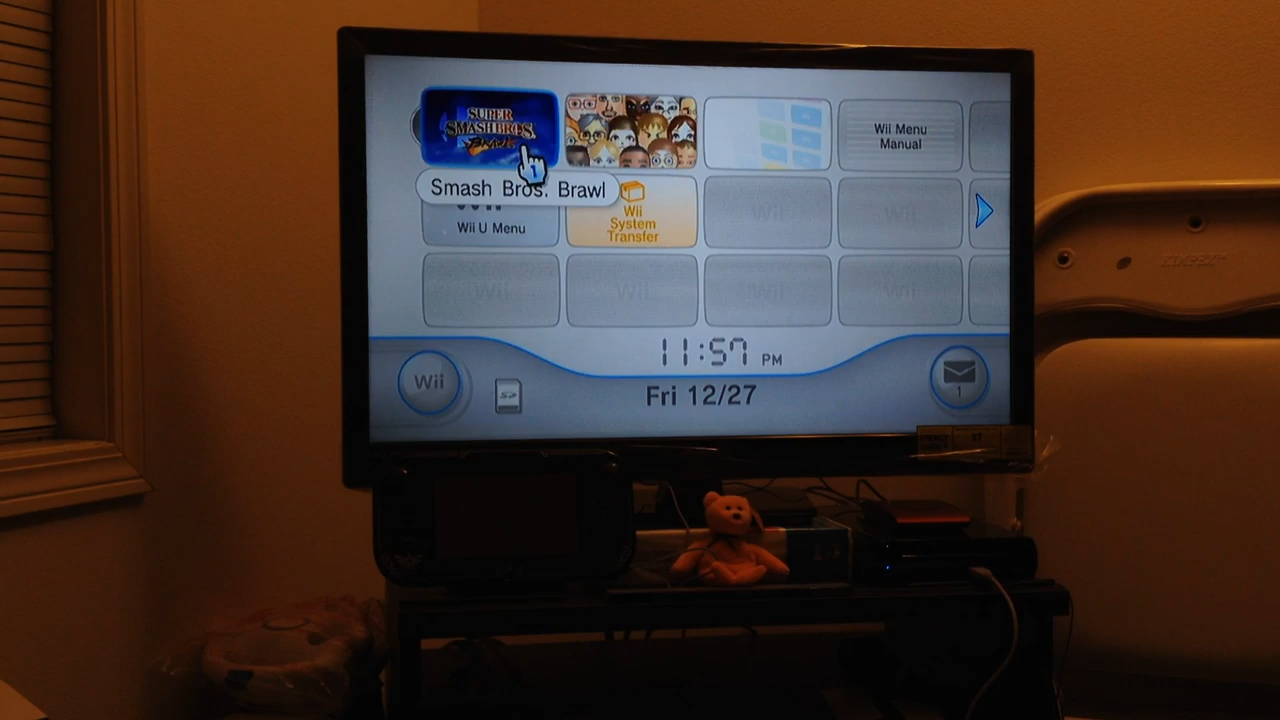 SUPER
SMASH BROS.
BRAWL
Wii Menu
Manual
Smash Bros. Brawl
Wii U Menu
Wii
System
Transfer
Wii
Wii
Wii
Wii
Wii
Wii
11:57 PM
Wii
SD
Fri 12/27
1